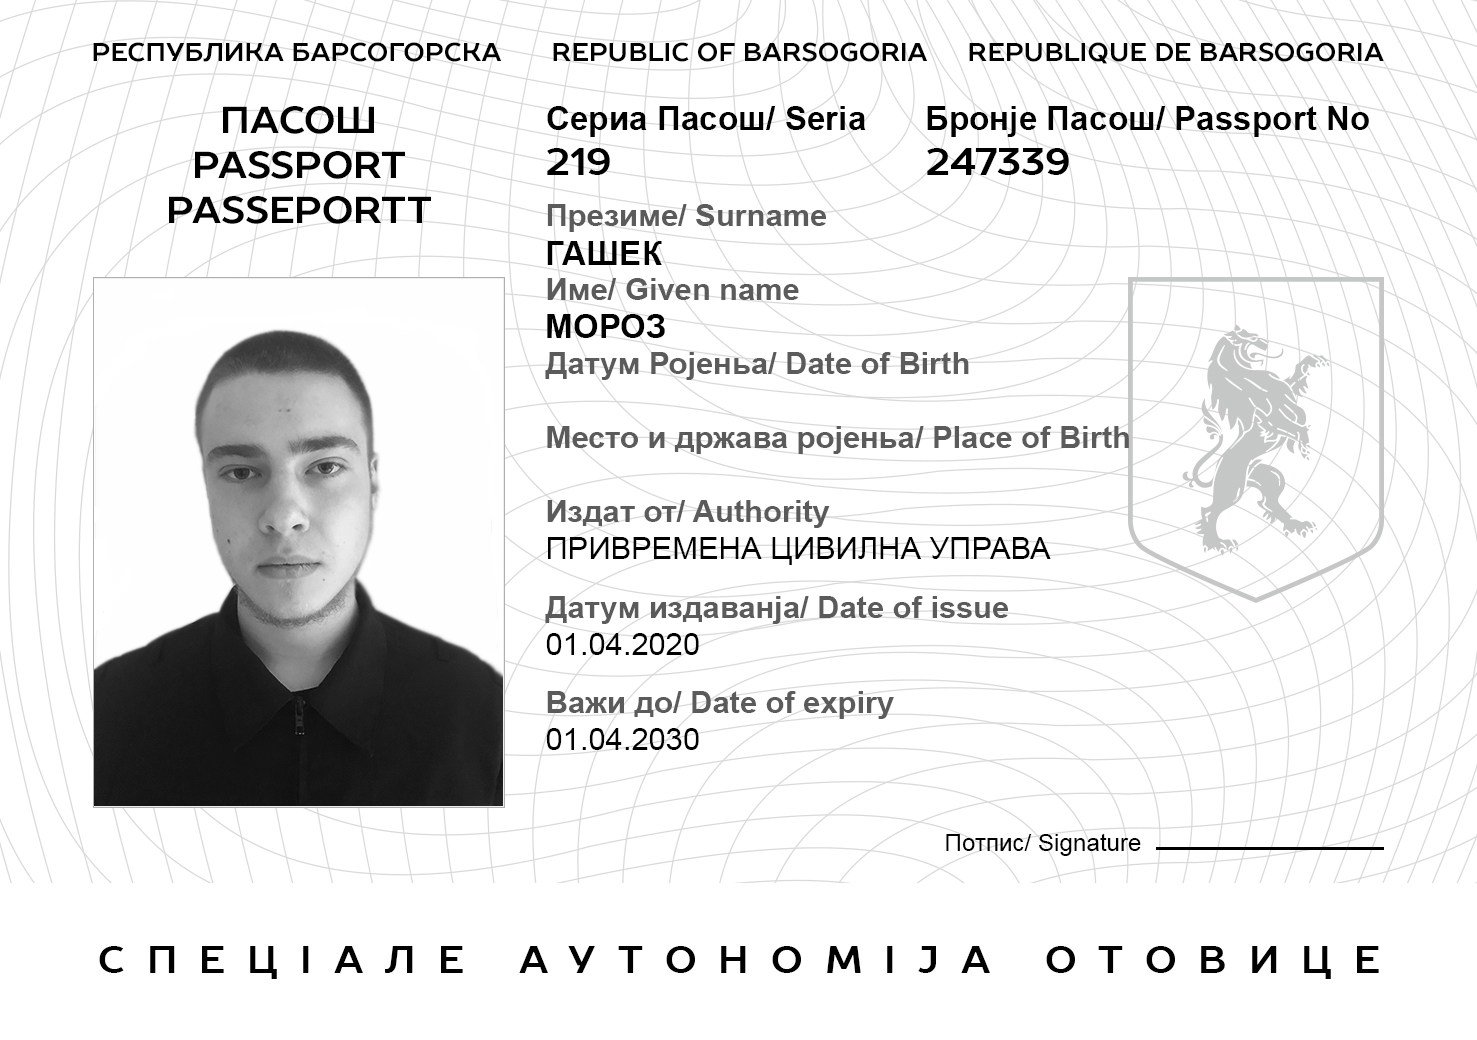 РЕСПУБЛИКА БАРСОГОРСКА REPUBLIC OF BARSOGORIA REPUBLIQUE DE BARSOGORIA
ПАСОШ
PASSPORT
PASSEPORTT
Сериа Пасош/ Seria Бронје Пасош/ Passport No
219 247339
Презиме/ Surname
ГАШЕК
Име/ Given name
МОРОЗ
ДатумРојења/ Date of Birth
Место и држава ројења/ Place of Birth
Издат от/ Authority
ПРИВРЕМЕНА ЦИВИЛНА УПРАВА
Датум издаванја/ Date of issue
01.04.2020
Важи до/ Date of expiry
01.04.2030
Потпис/ Signature
СПЕЦІАЛЕ АУТОНОМІЈА ОТОВИЦЕ